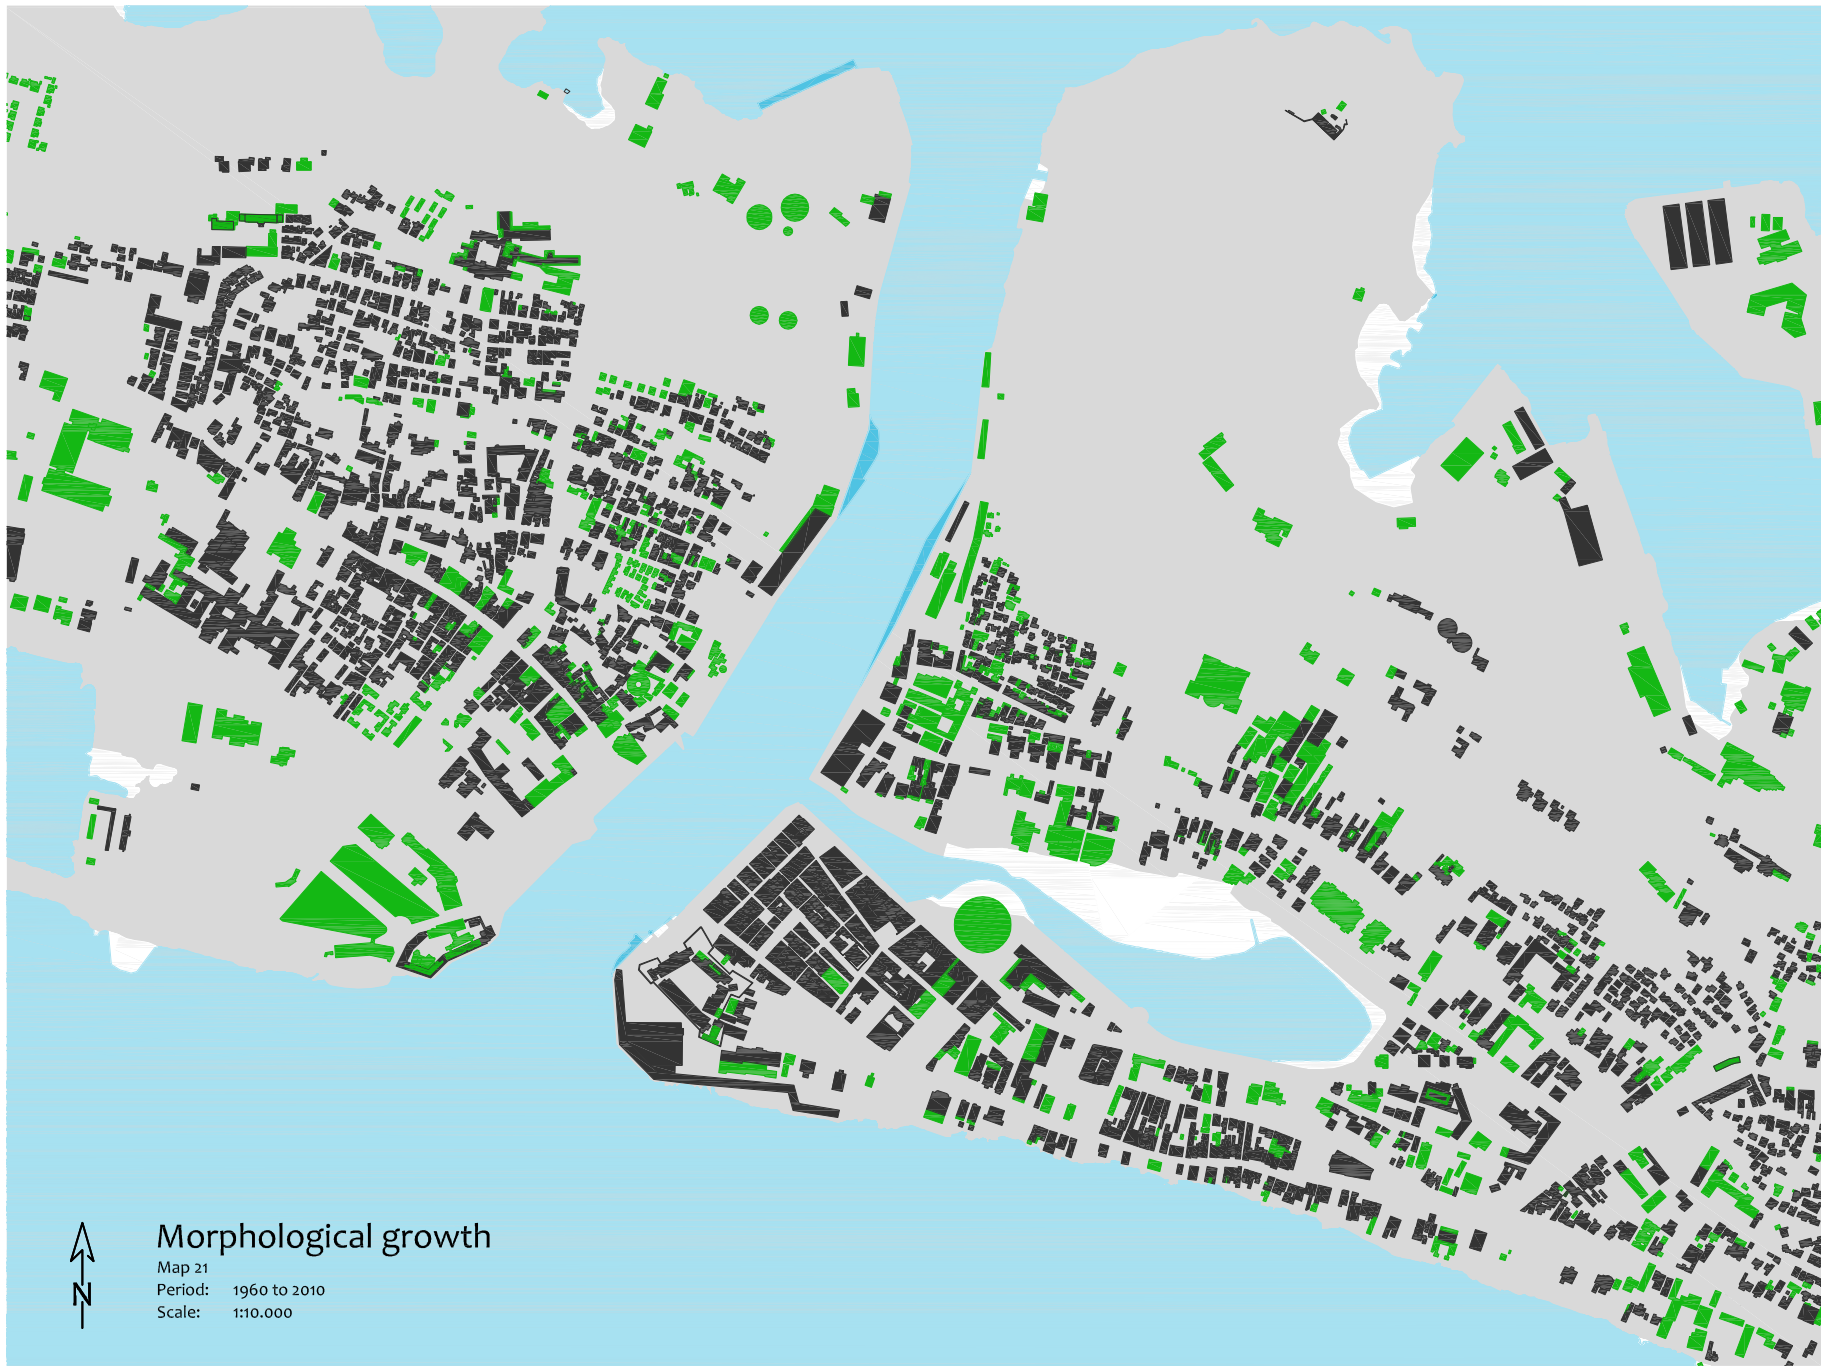 Morphological growth
Map 21
Period: 1960 to 2010
Scale: 1:10.000
N